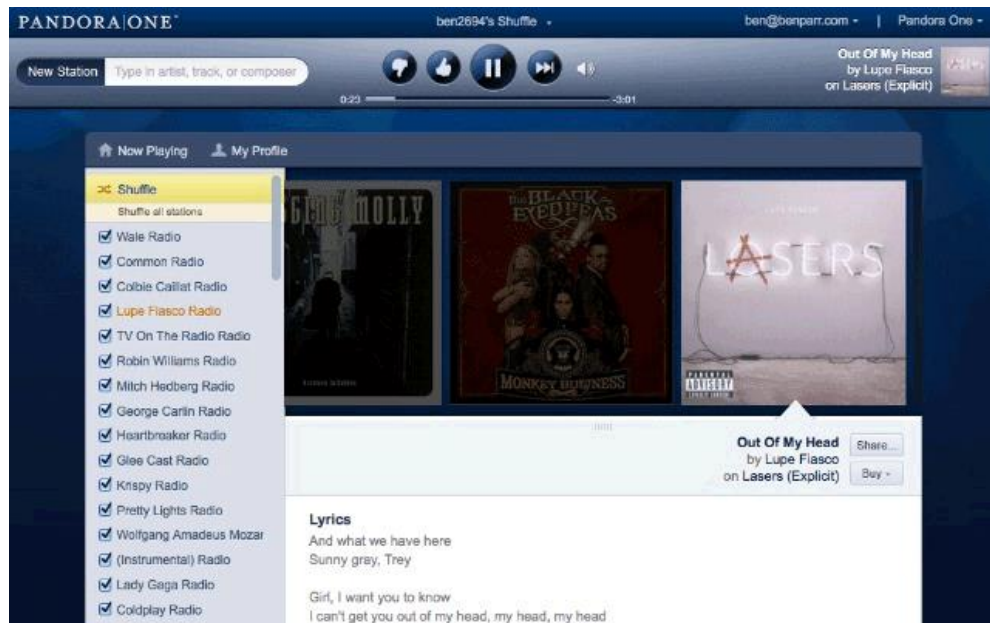 PANDORA|ONE
ben2694's Shuffle
ben@benparr.com
|
Pandora One
New Station
Type in artist, track, or composer
0:23
-3:01
Out Of My Head
by Lupe Fiasco
on Lasers (Explicit)
Now Playing
My Profile
Shuffle
Shuffle all stations
Wale Radio
Common Radio
Colbie Caillat Radio
Lupe Fiasco Radio
TV On The Radio Radio
Robin Williams Radio
Mitch Hedberg Radio
George Carlin Radio
Heartbreaker Radio
Glee Cast Radio
Krispy Radio
Pretty Lights Radio
Wolfgang Amadeus Mozar
(Instrumental) Radio
Lady Gaga Radio
Coldplay Radio
MOLLY
the BLACK
EYED PEAS
MONKEY BUSINESS
LASERS
PARENTAL
ADVISORY
Out Of My Head
by Lupe Fiasco
on Lasers (Explicit)
Share...
Buy
Lyrics
And what we have here
Sunny gray, Trey
Girl, I want you to know
I can't get you out of my head, my head, my head